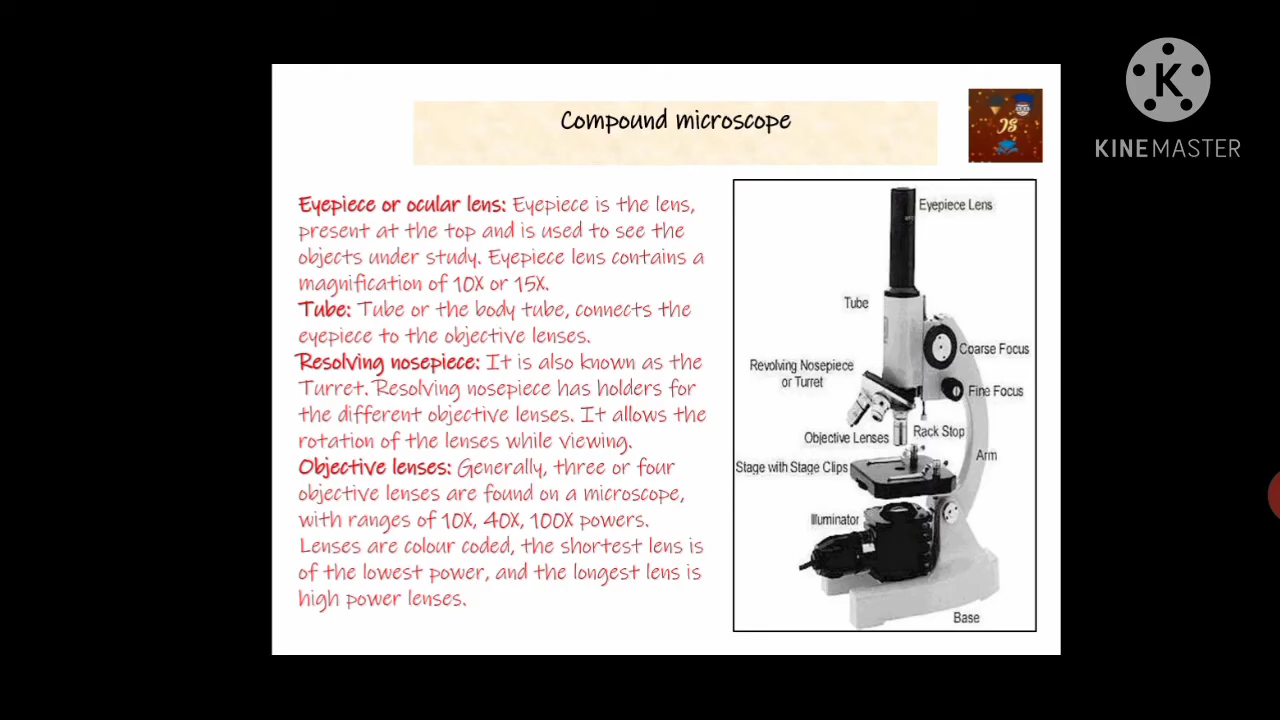 Compound microscope
JS
KINEMASTER
K
Eyepiece or ocular lens: Eyepiece is the lens,
present at the top and is used to see the
objects under study. Eyepiece lens contains a
magnification of 10X or 15X.
Tube: Tube or the body tube, connects the
eyepiece to the objective lenses.
Resolving nosepiece: It is also known as the
Turret. Resolving nosepiece has holders for
the different objective lenses. It allows the
rotation of the lenses while viewing.
Objective lenses: Generally, three or four
objective lenses are found on a microscope,
with ranges of 10X, 40X, 100X powers.
Lenses are colour coded, the shortest lens is
of the lowest power, and the longest lens is
high power lenses.
Eyepiece Lens
Tube
Coarse Focus
Revolving Nosepiece
or Turret
Fine Focus
Objective Lenses
Rack Stop
Arm
Stage with Stage Clips
Illuminator
Base